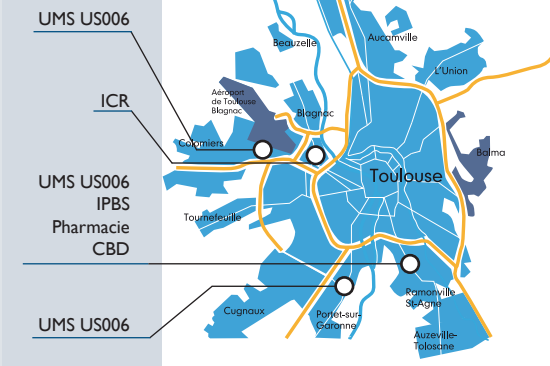 UMS US006
ICR
UMS US006
IPBS
Pharmacie
CBD
UMS US006
Beauzelle
Aucamville
L'Union
Aéroport
de Toulouse
Blagnac
Blagnac
Colomiers
Balma
Toulouse
Tournefeuille
Cugnaux
Portet-sur-
Garonne
Ramonville
St-Agne
Auzeville-
Tolosane